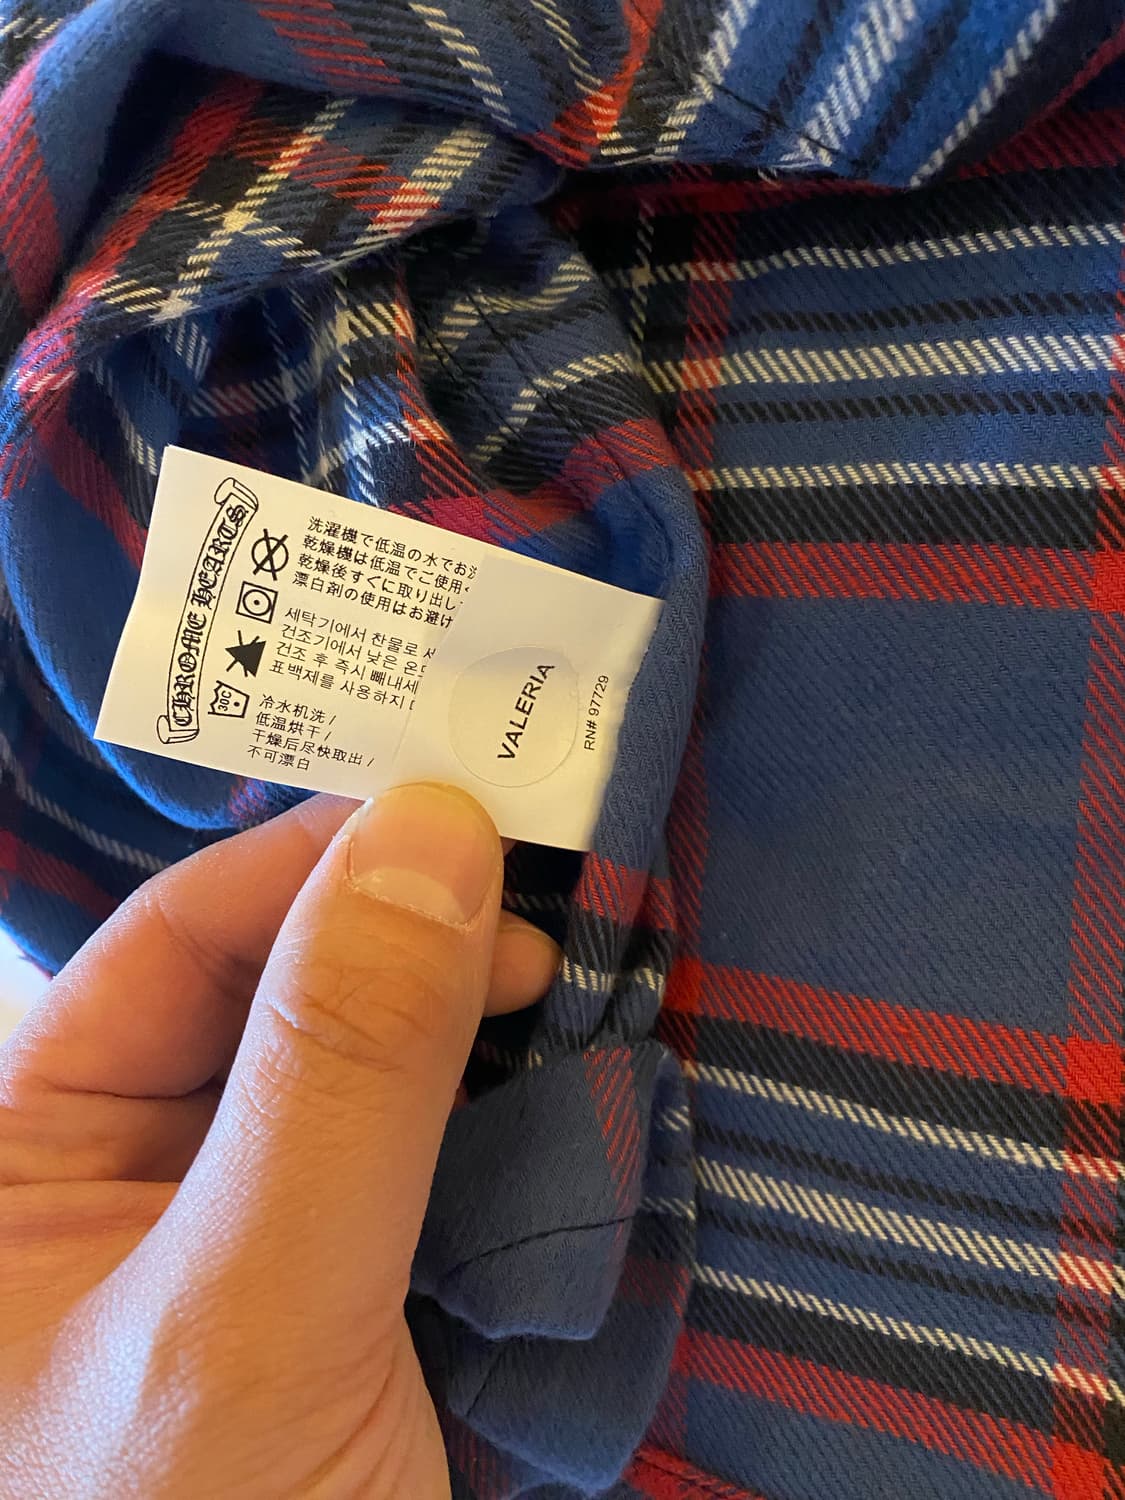 CHROME HEARTS
洗濯機で低温の水でお洗
乾燥機は低温でご使用く
乾燥後すぐに取り出し
漂白剤の使用はお避け
세탁기에서 찬물로 세
건조기에서 낮은 온도
건조 후 즉시 빼내세
표백제를 사용하지
冷水机洗 /
低温烘干 /
干燥后尽快取出 /
不可漂白
30C
VALERIA
RN# 97729